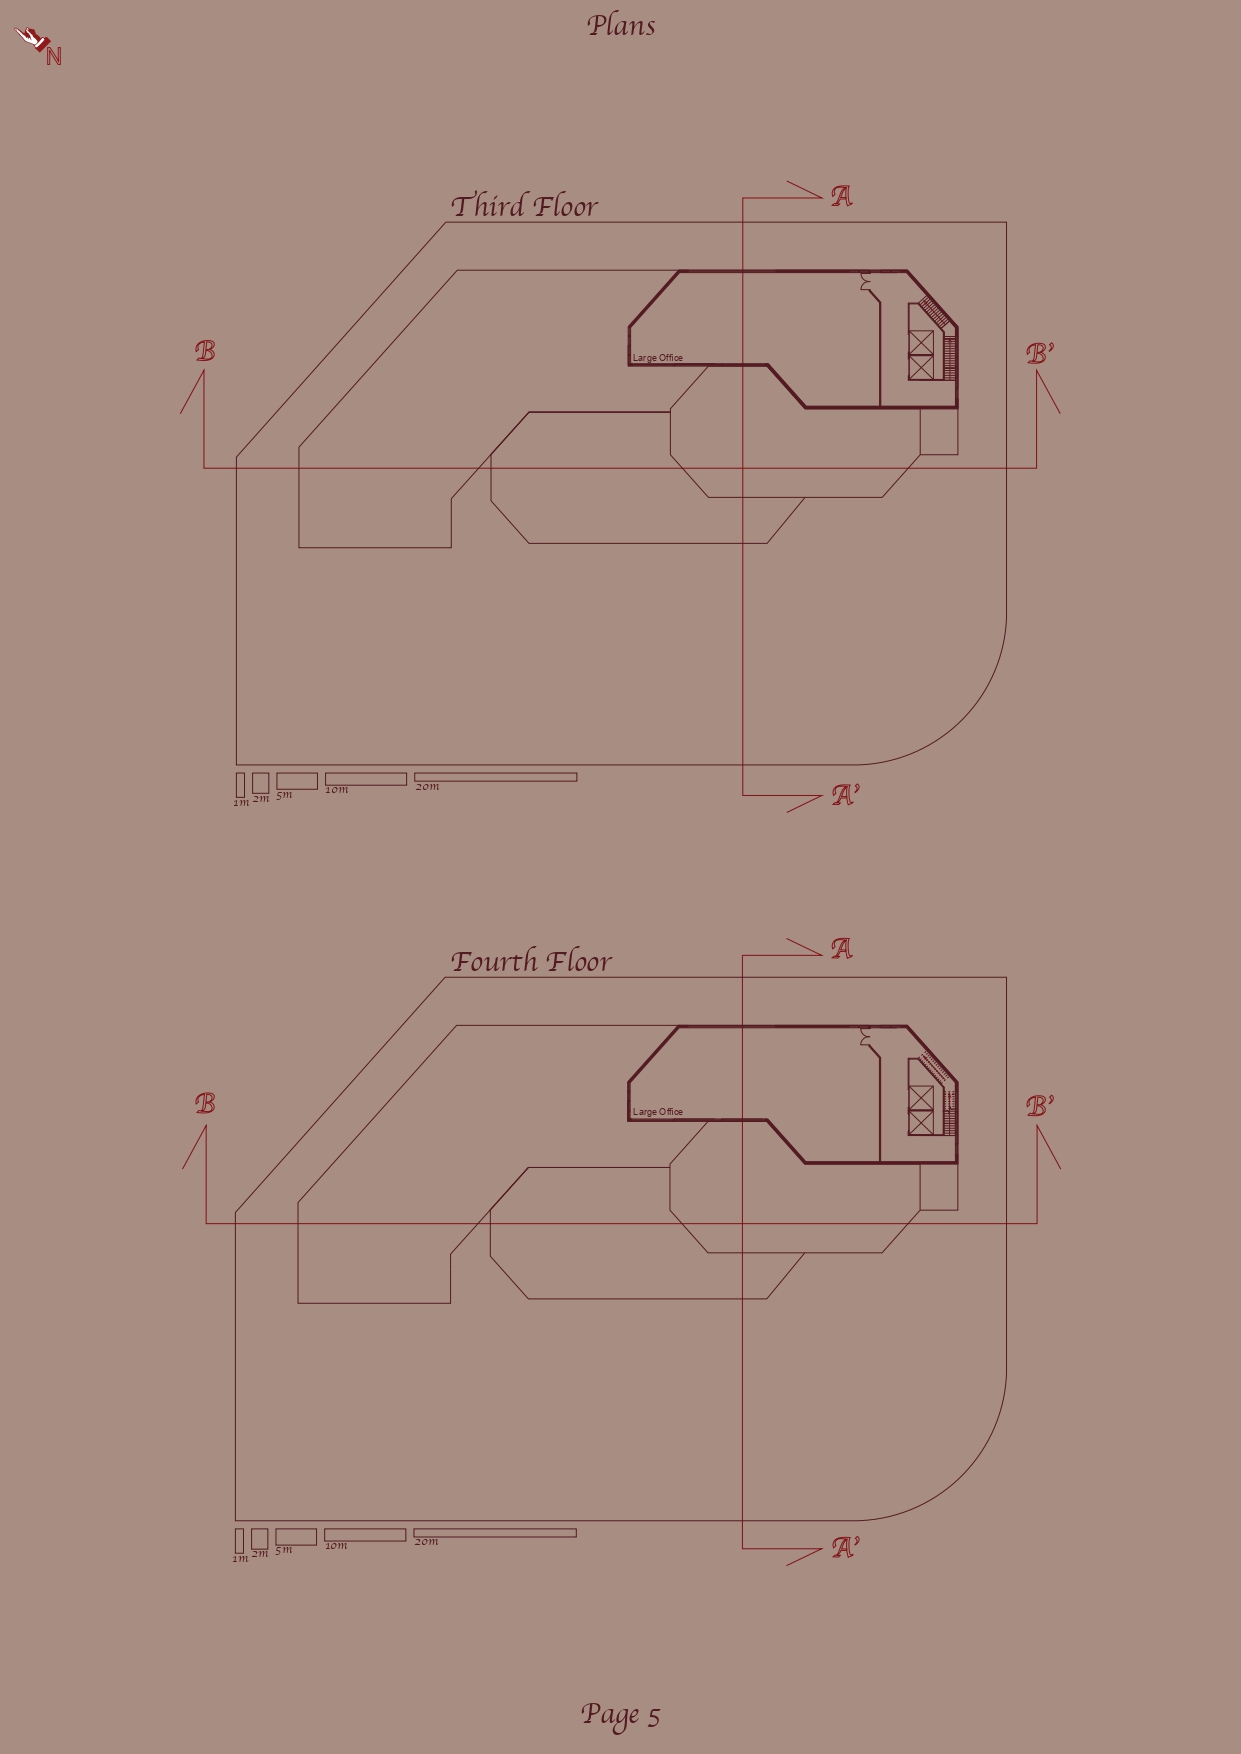 Plans
N
A
Third Floor
B
B'
Large Office
1m 2m 5m 10m 20m
A'
A
Fourth Floor
B
B'
Large Office
1m 2m 5m 10m 20m
A'
Page 5